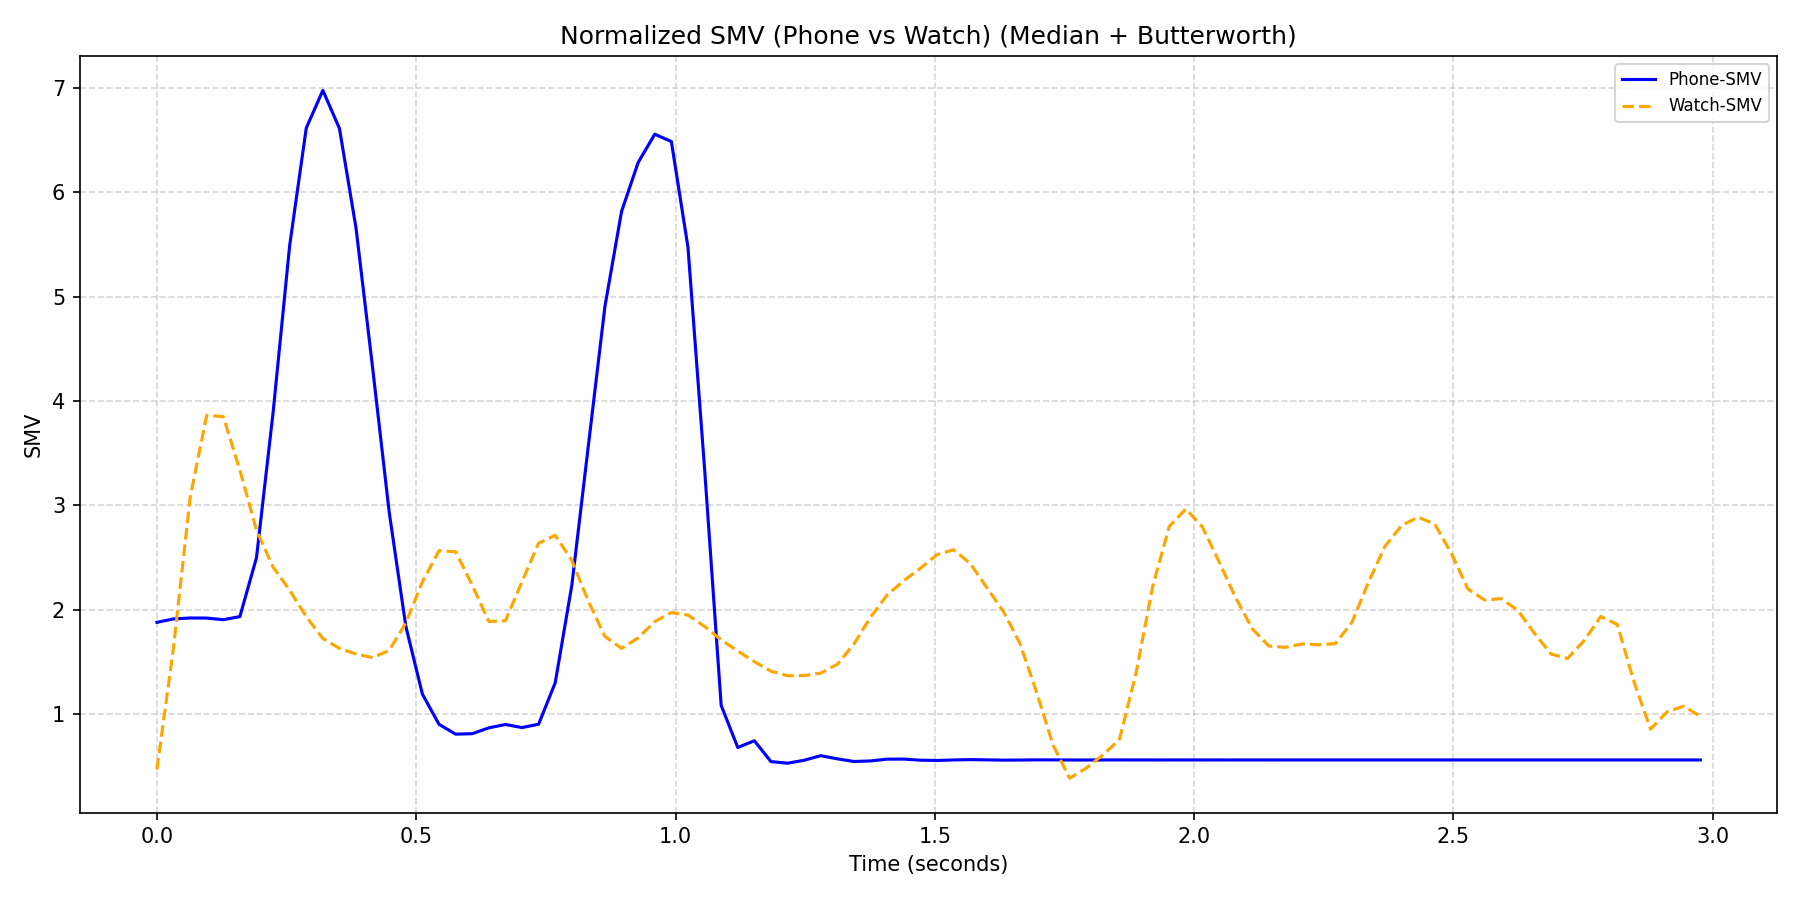 Normalized SMV (Phone vs Watch) (Median + Butterworth)
Phone-SMV
Watch-SMV
7
6
5
4
3
2
1
SMV
0.0 0.5 1.0 1.5 2.0 2.5 3.0
Time (seconds)